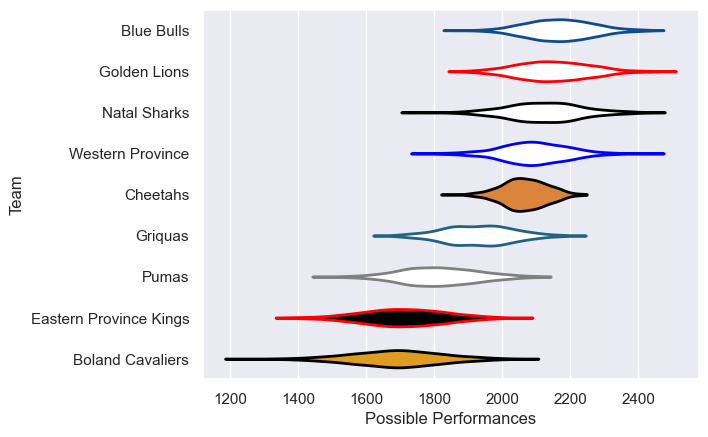 Blue Bulls
Golden Lions
Natal Sharks
Western Province
Cheetahs
Griquas
Pumas
Eastern Province Kings
Boland Cavaliers
Team
1200 1400 1600 1800 2000 2200 2400
Possible Performances